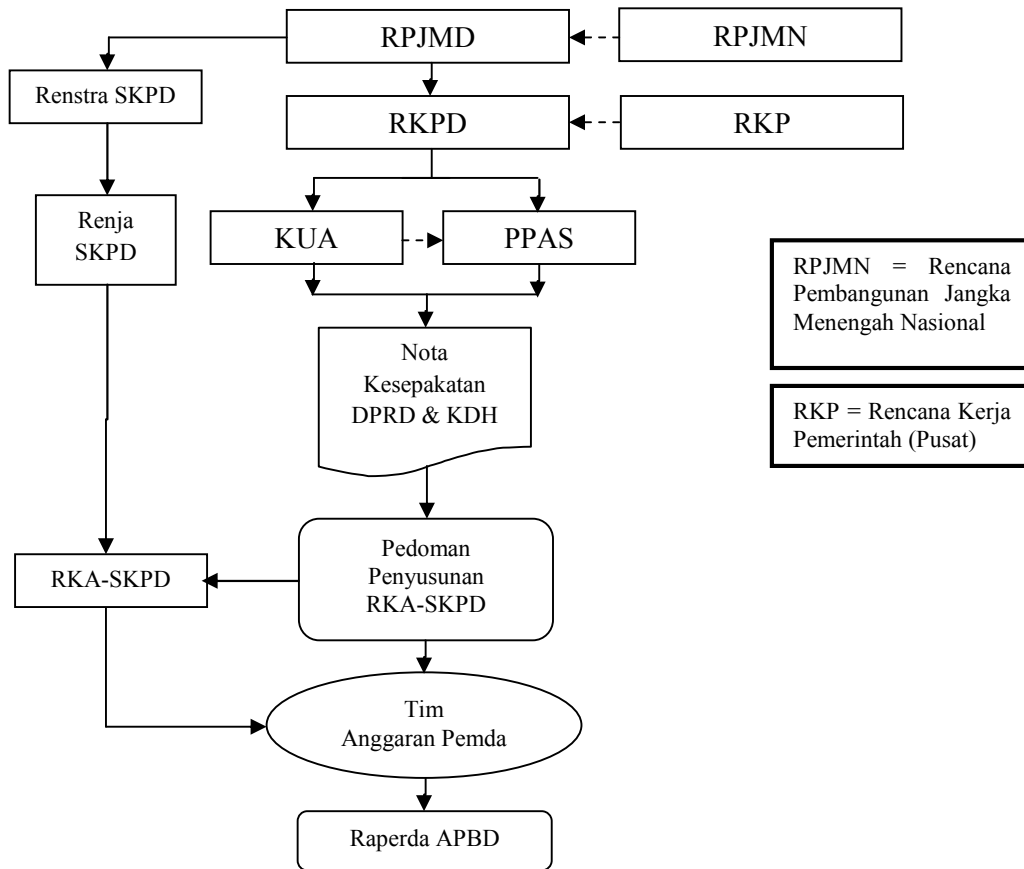 RPJMD
RPJMN
Renstra SKPD
RKPD
RKP
Renja
SKPD
KUA
PPAS
RPJMN = Rencana
Pembangunan Jangka
Menengah Nasional
Nota
Kesepakatan
DPRD & KDH
RKP = Rencana Kerja
Pemerintah (Pusat)
Pedoman
Penyusunan
RKA-SKPD
RKA-SKPD
Tim
Anggaran Pemda
Raperda APBD